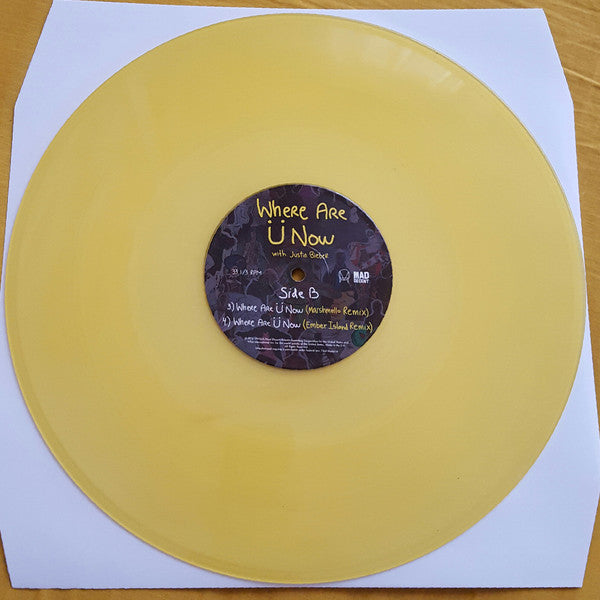 Where Are
Ü Now
with Justin Bieber
33 1/3 RPM
MAD
DECENT
Side B
3) Where Are Ü Now (Marshmello Remix)
4) Where Are Ü Now (Ember Island Remix)